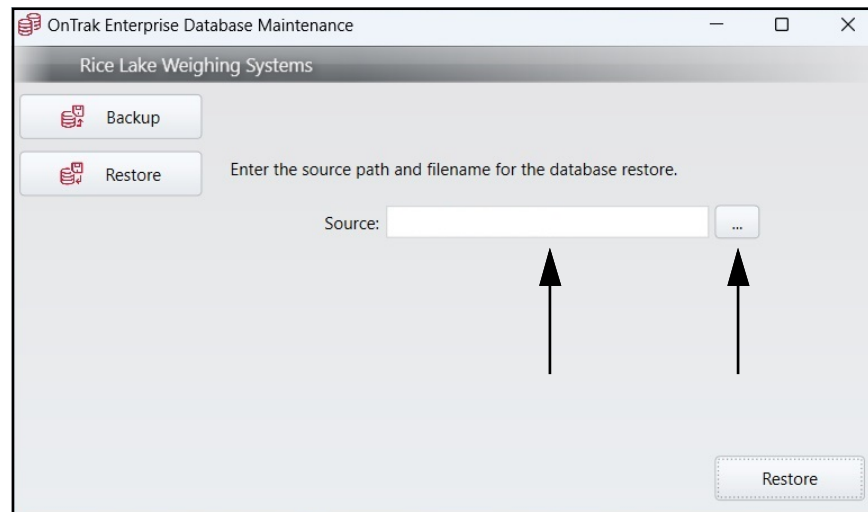 OnTrak Enterprise Database Maintenance
Rice Lake Weighing Systems
Backup
Restore
Enter the source path and filename for the database restore.
Source:
...
Restore